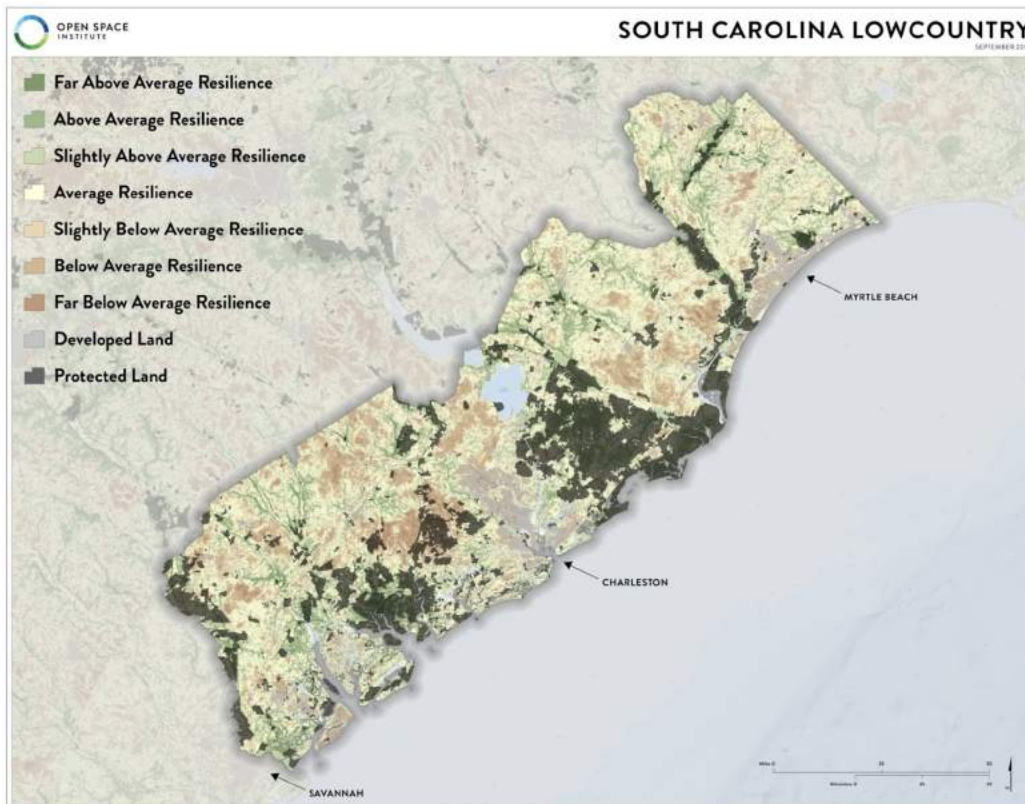 OPEN SPACE
INSTITUTE
SOUTH CAROLINA LOWCOUNTRY
SEPTEMBER
Far Above Average Resilience
Above Average Resilience
Slightly Above Average Resilience
Average Resilience
Slightly Below Average Resilience
Below Average Resilience
Far Below Average Resilience
Developed Land
Protected Land
MYRTLE BEACH
CHARLESTON
SAVANNAH